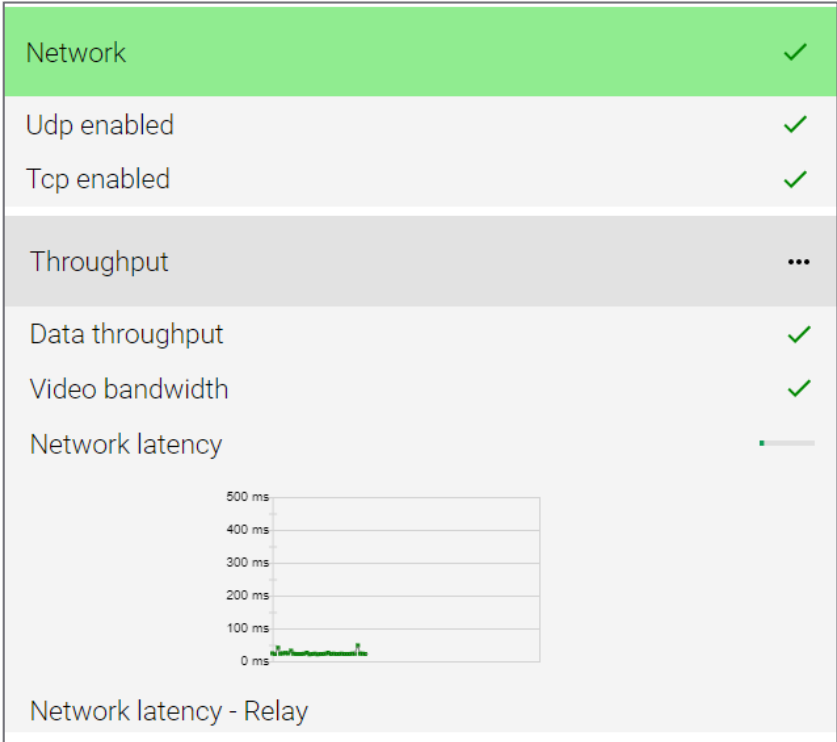 Network
Udp enabled
Tcp enabled
Throughput
Data throughput
Video bandwidth
Network latency
500 ms
400 ms
300 ms
200 ms
100 ms
0 ms
Network latency - Relay